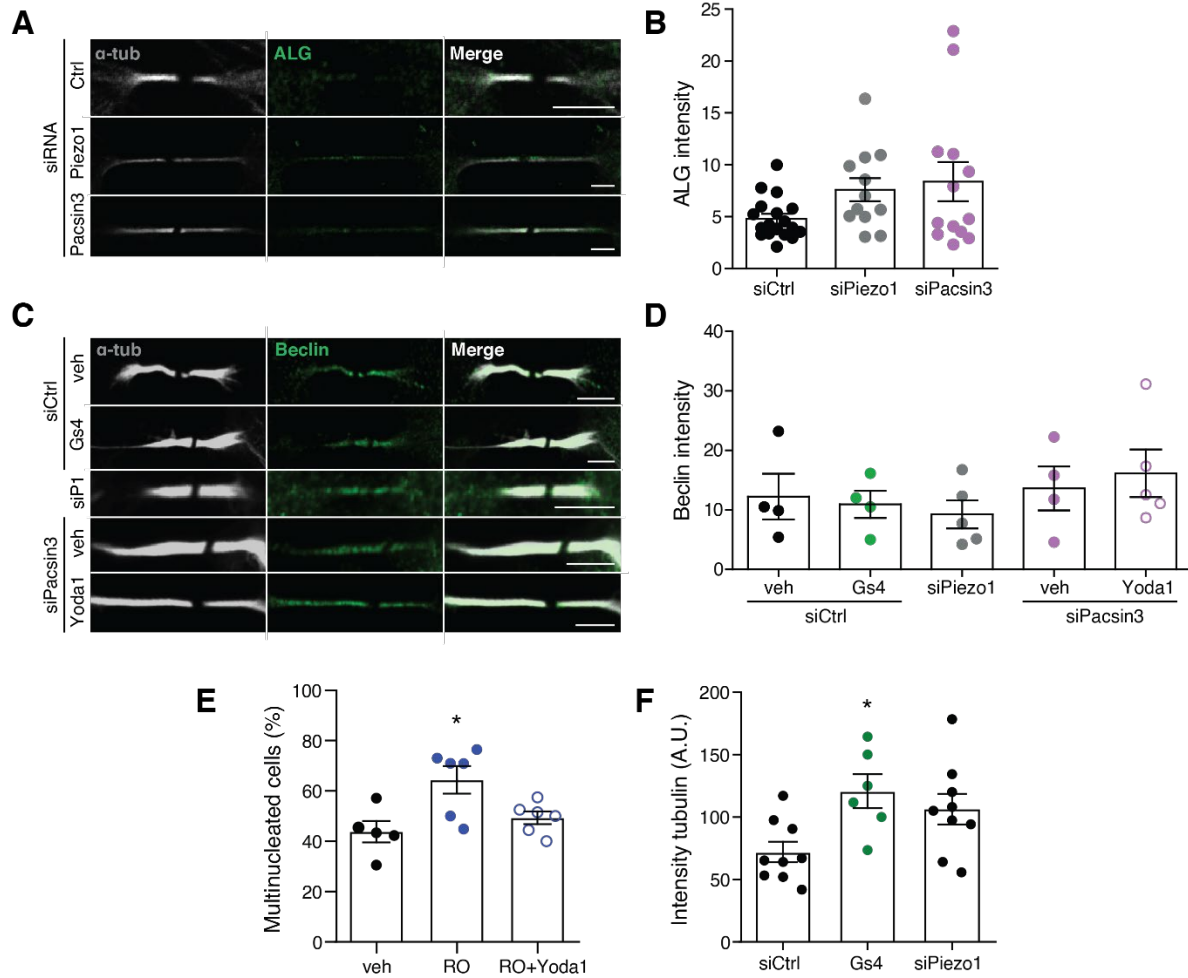 A
α-tub ALG Merge
siRNA
Ctrl
Piezo1
Pacsin3
B
ALG intensity
25
20
15
10
5
0
siCtrl siPiezo1 siPacsin3
C
α-tub Beclin Merge
siCtrl
veh
Gs4
siP1
siPacsin3
veh
Yoda1
D
Beclin intensity
40
30
20
10
0
veh Gs4 siPiezo1 veh Yoda1
siCtrl siPacsin3
E
Multinucleated cells (%)
100
80
60
40
20
0
*
veh RO RO+Yoda1
F
Intensity tubulin (A.U.)
200
150
100
50
0
*
siCtrl Gs4 siPiezo1